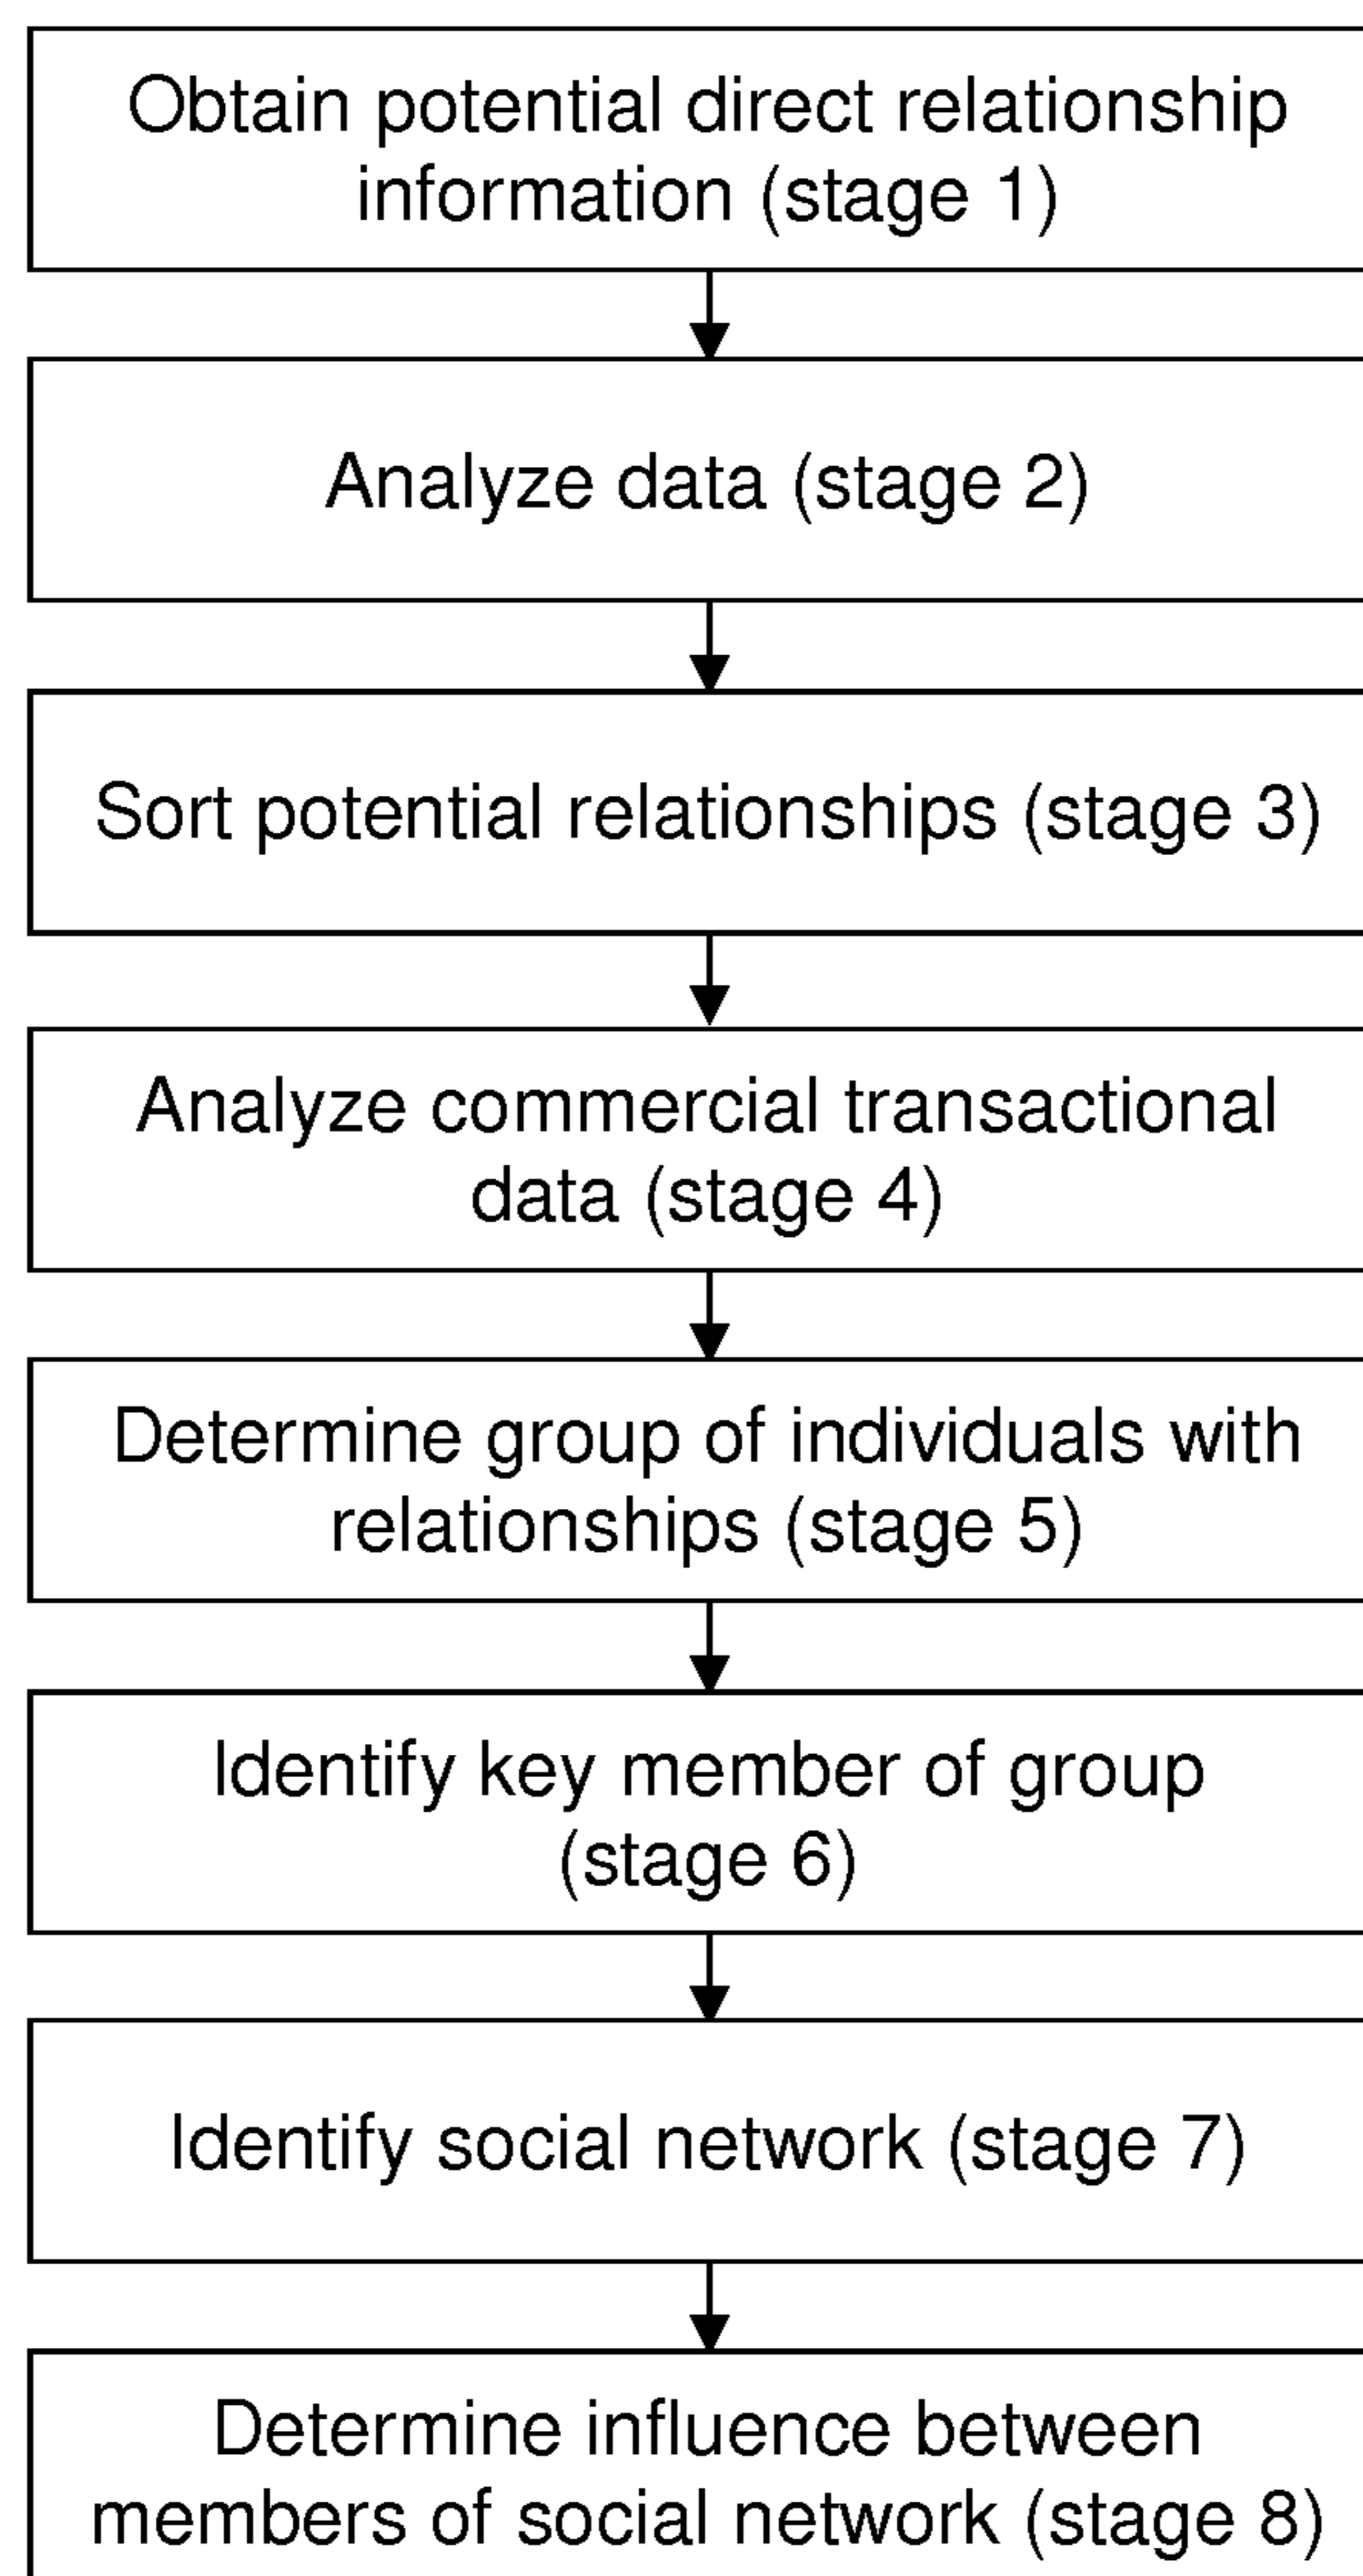 Obtain potential direct relationship
information (stage 1)
Analyze data (stage 2)
Sort potential relationships (stage 3)
Analyze commercial transactional
data (stage 4)
Determine group of individuals with
relationships (stage 5)
Identify key member of group
(stage 6)
Identify social network (stage 7)
Determine influence between
members of social network (stage 8)